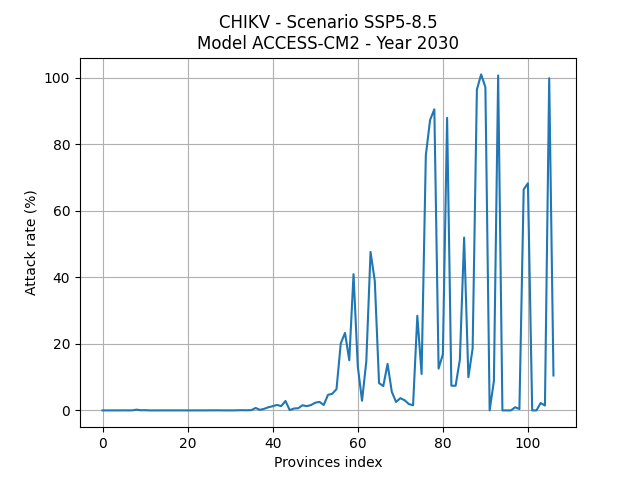 CHIKV - Scenario SSP5-8.5
Model ACCESS-CM2 - Year 2030
Attack rate (%)
100
80
60
40
20
0
0 20 40 60 80 100
Provinces index